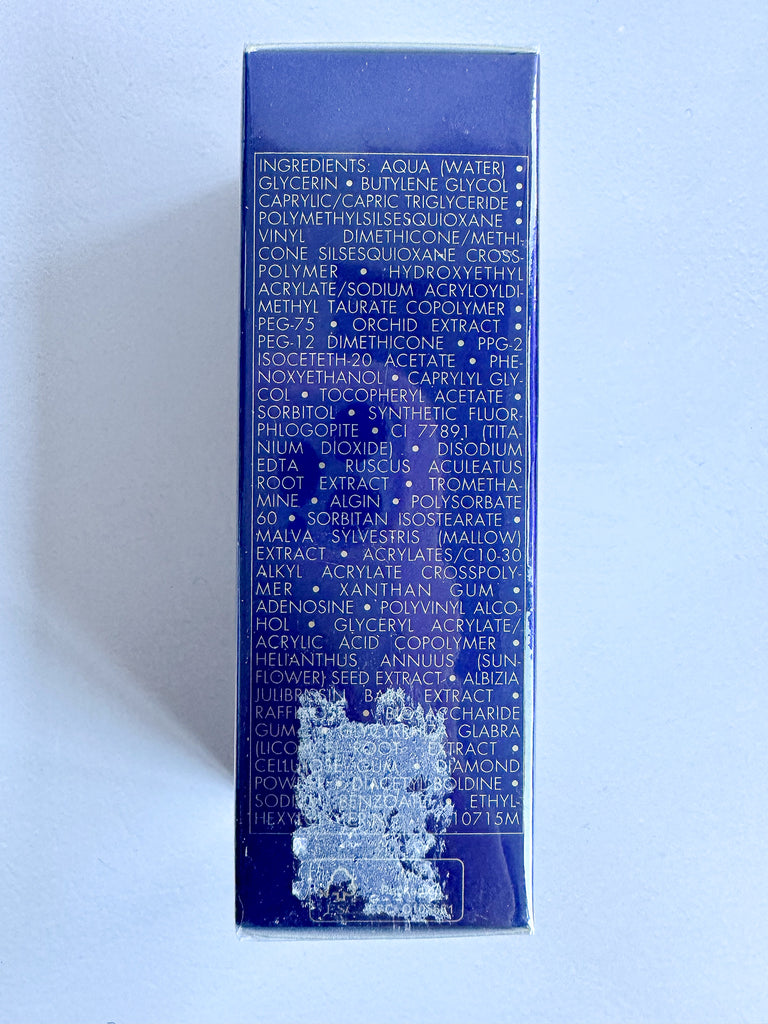 INGREDIENTS: AQUA (WATER) •
GLYCERIN • BUTYLENE GLYCOL •
CAPRYLIC/CAPRIC TRIGLYCERIDE •
POLYMETHYLSILSESQUIOXANE •
VINYL DIMETHICONE/METHI-
CONE SILSESQUIOXANE CROSS-
POLYMER • HYDROXYETHYL
ACRYLATE/SODIUM ACRYLOYLDI-
METHYL TAURATE COPOLYMER •
PEG-75 • ORCHID EXTRACT •
PEG-12 DIMETHICONE • PPG-2
ISOCETETH-20 ACETATE • PHE-
NOXYETHANOL • CAPRYLYL GLY-
COL • TOCOPHERYL ACETATE •
SORBITOL • SYNTHETIC FLUOR-
PHLOGOPITE • CI 77891 (TITA-
NIUM DIOXIDE) • DISODIUM
EDTA • RUSCUS ACULEATUS
ROOT EXTRACT • TROMETHA-
MINE • ALGIN • POLYSORBATE
60 • SORBITAN ISOSTEARATE •
MALVA SYLVESTRIS (MALLOW)
EXTRACT • ACRYLATES/C10-30
ALKYL ACRYLATE CROSSPOLY-
MER • XANTHAN GUM •
ADENOSINE • POLYVINYL ALCO-
HOL • GLYCERYL ACRYLATE/
ACRYLIC ACID COPOLYMER •
HELIANTHUS ANNUUS (SUN-
FLOWER) SEED EXTRACT • ALBIZIA
JULIBRISSIN BARK EXTRACT •
• BIOSACCHARIDE
GUM GLABRA
ROOT EXTRACT •
GUM • DIAMOND
• DIACETYL BOLDINE •
BENZOATE • ETHYL-
10715M